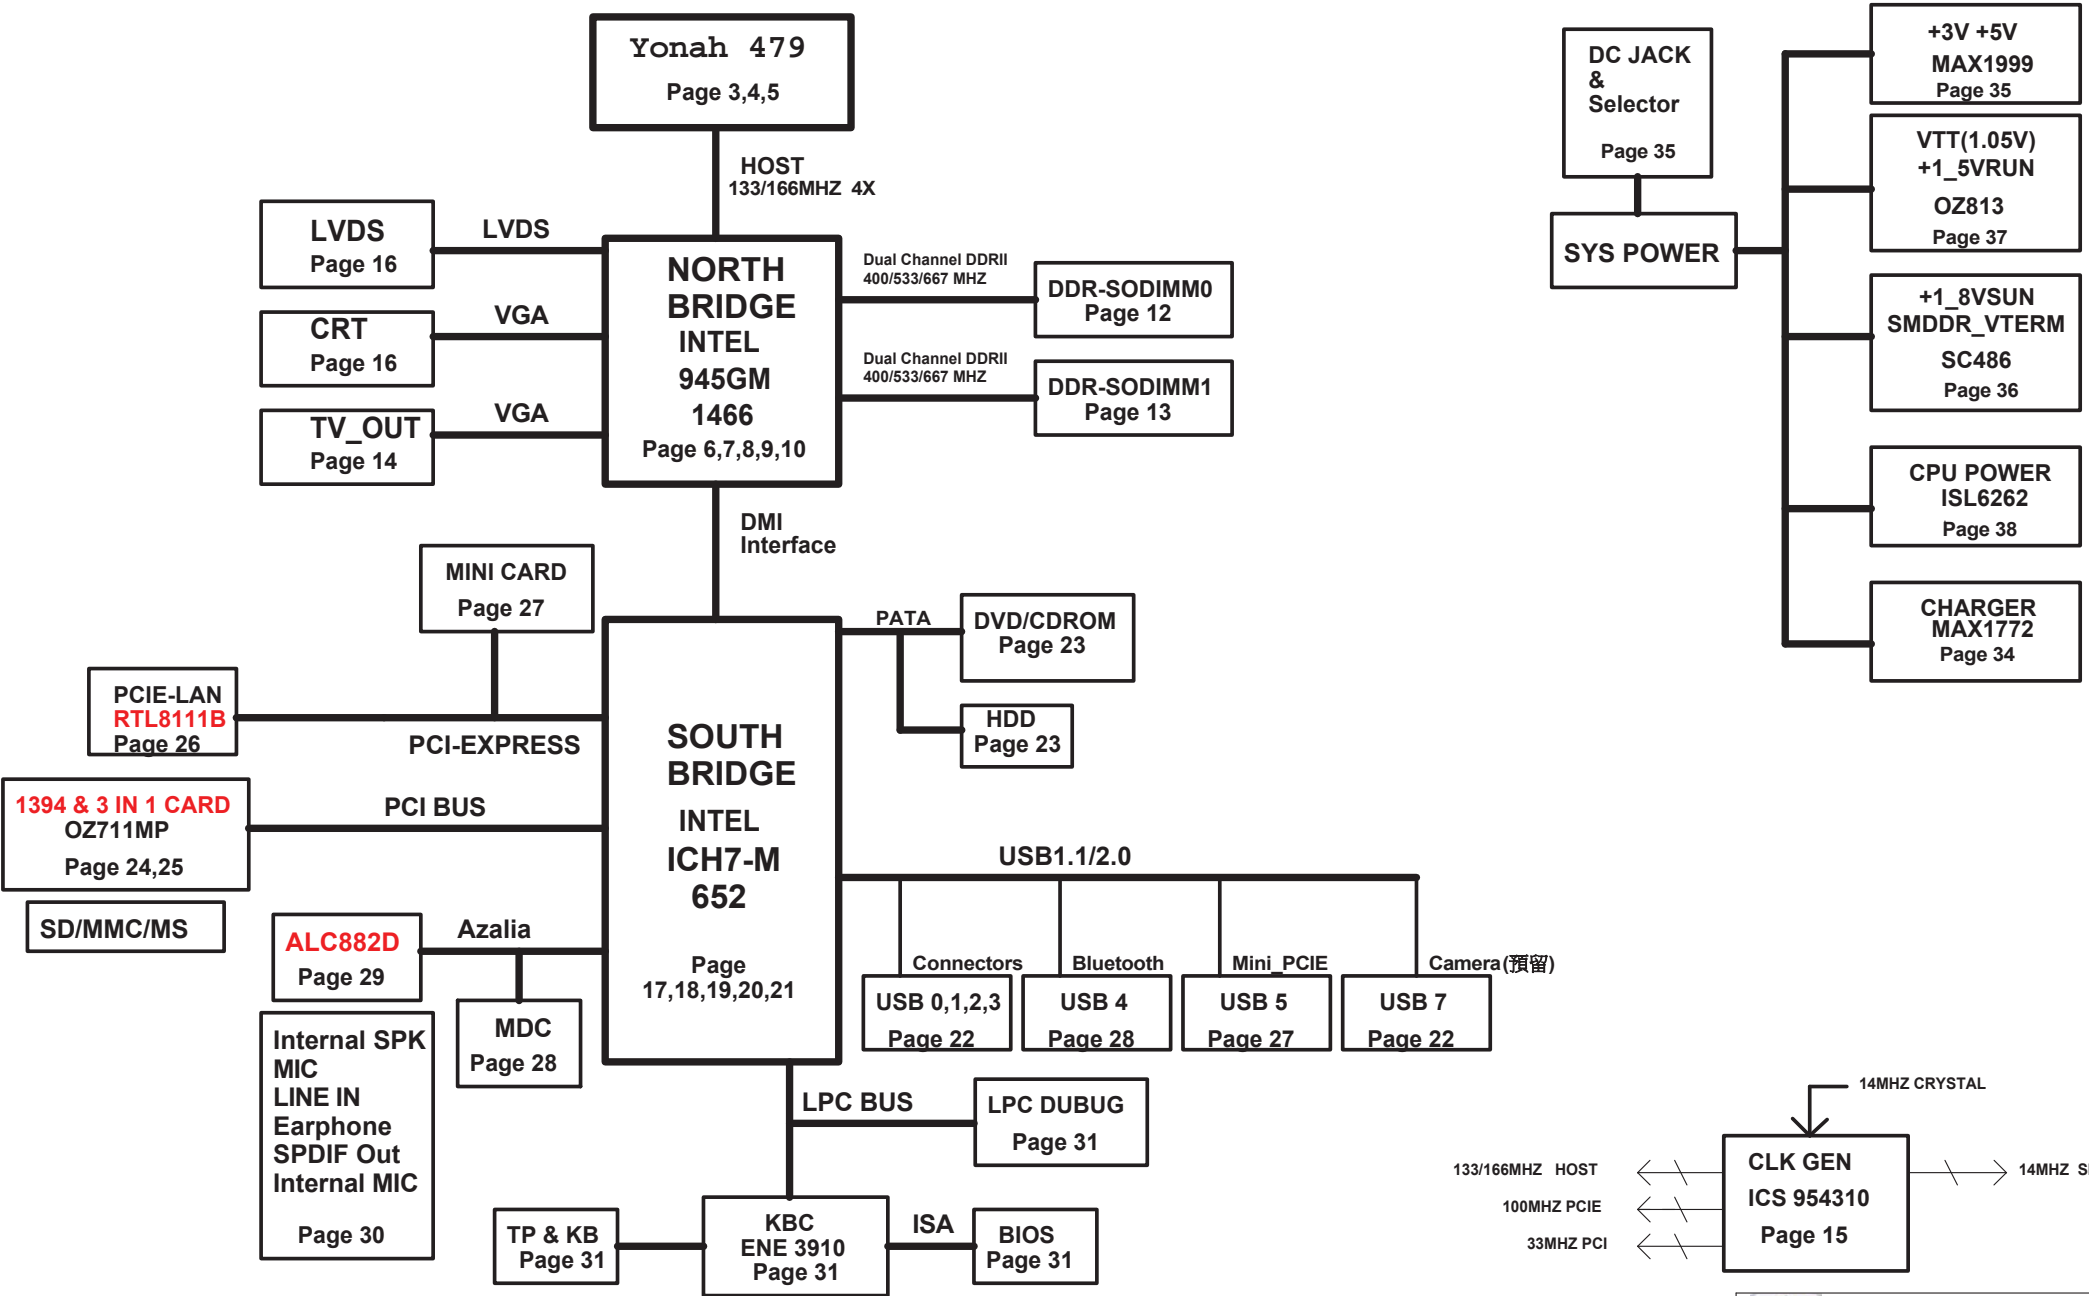 Yonah 479
Page 3,4,5
HOST
133/166MHZ 4X
LVDS
Page 16
LVDS
CRT
Page 16
VGA
TV_OUT
Page 14
VGA
NORTH
BRIDGE
INTEL
945GM
1466
Page 6,7,8,9,10
Dual Channel DDRII
400/533/667 MHZ
DDR-SODIMM0
Page 12
Dual Channel DDRII
400/533/667 MHZ
DDR-SODIMM1
Page 13
DMI
Interface
MINI CARD
Page 27
PCIE-LAN
RTL8111B
Page 26
PCI-EXPRESS
1394 & 3 IN 1 CARD
OZ711MP
Page 24,25
PCI BUS
SD/MMC/MS
ALC882D
Page 29
Azalia
MDC
Page 28
Internal SPK
MIC
LINE IN
Earphone
SPDIF Out
Internal MIC
Page 30
SOUTH
BRIDGE
INTEL
ICH7-M
652
Page
17,18,19,20,21
PATA
DVD/CDROM
Page 23
HDD
Page 23
USB1.1/2.0
Connectors
USB 0,1,2,3
Page 22
Bluetooth
USB 4
Page 28
Mini_PCIE
USB 5
Page 27
Camera(預留)
USB 7
Page 22
LPC BUS
LPC DUBUG
Page 31
TP & KB
Page 31
KBC
ENE 3910
Page 31
ISA
BIOS
Page 31
DC JACK
&
Selector
Page 35
SYS POWER
+3V +5V
MAX1999
Page 35
VTT(1.05V)
+1_5VRUN
OZ813
Page 37
+1_8VSUN
SMDDR_VTERM
SC486
Page 36
CPU POWER
ISL6262
Page 38
CHARGER
MAX1772
Page 34
14MHZ CRYSTAL
CLK GEN
ICS 954310
Page 15
133/166MHZ HOST
100MHZ PCIE
33MHZ PCI
14MHZ